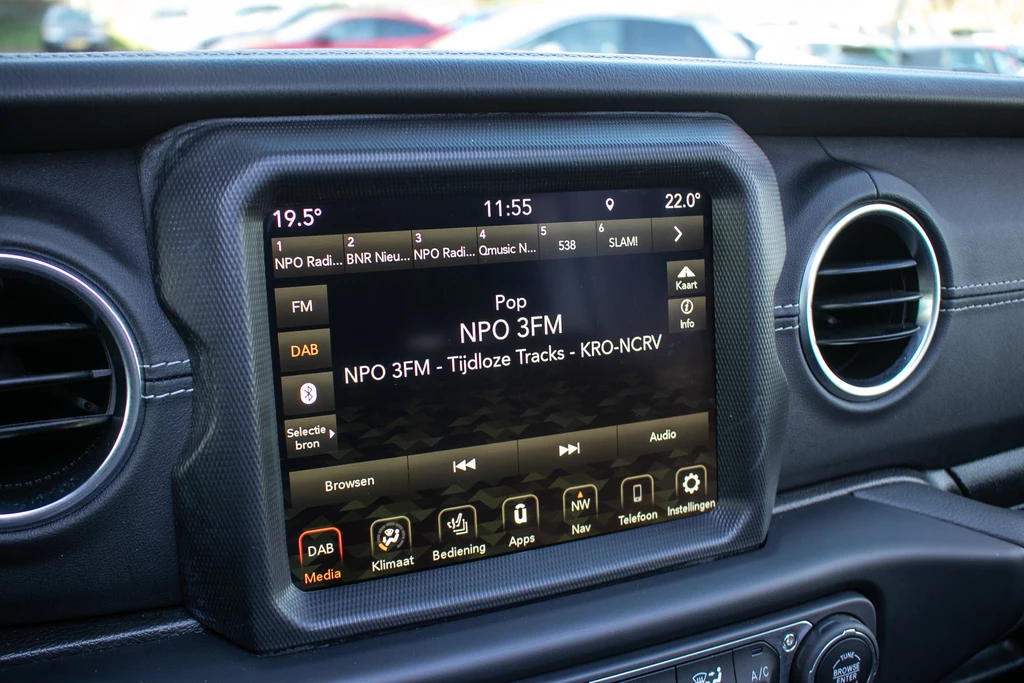 19.5° 11:55 22.0°
1 2 3 4 5 6
NPO Radi... BNR Nieu... NPO Radi... Qmusic N... 538 SLAM!
Kaart
FM
Pop
Info
NPO 3FM
DAB
NPO 3FM - Tijdloze Tracks - KRO-NCRV
Selectie
bron
Browsen Audio
DAB NW
Media Klimaat Bediening Apps Nav Telefoon Instellingen
A/C
TUNE
BROWSE
ENTER